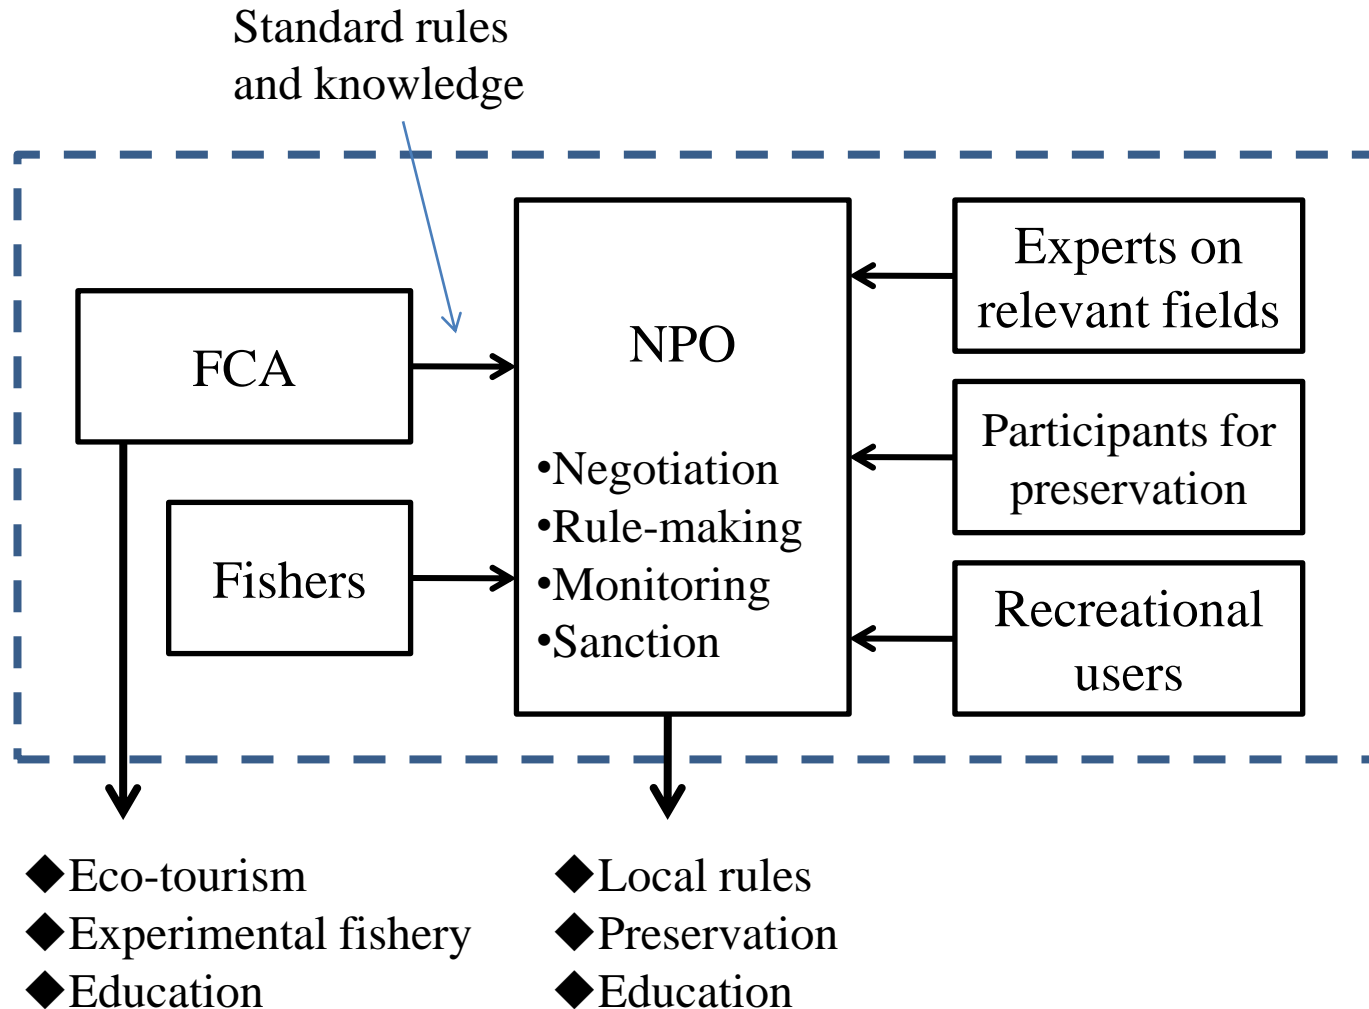 Standard rules
and knowledge
FCA
Fishers
NPO
•Negotiation
•Rule-making
•Monitoring
•Sanction
Experts on
relevant fields
Participants for
preservation
Recreational
users
◆Eco-tourism
◆Experimental fishery
◆Education
◆Local rules
◆Preservation
◆Education